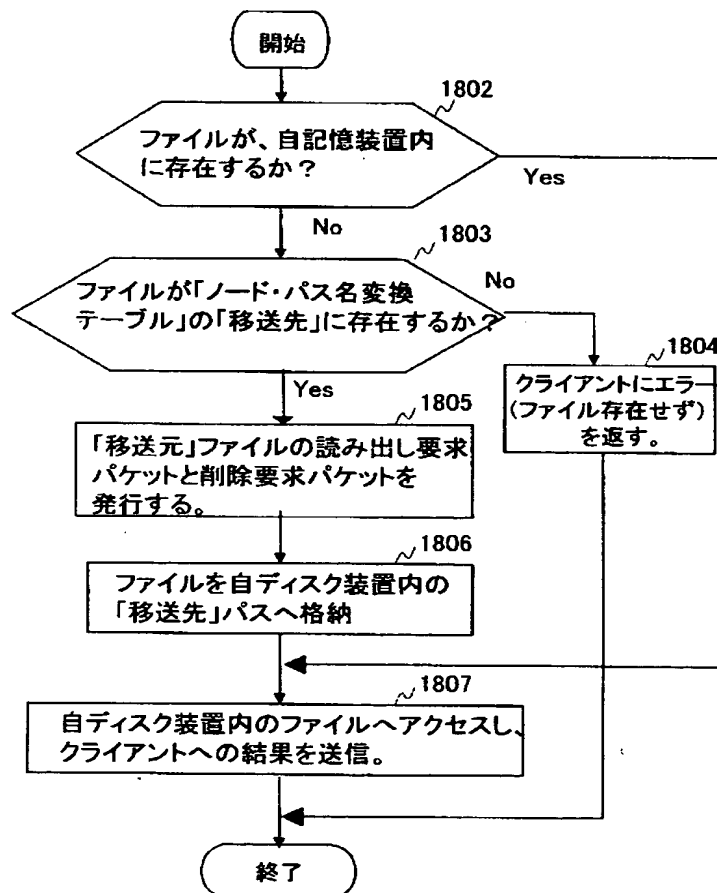 開始
1802
ファイルが、自記憶装置内
に存在するか?
Yes
No
1803
ファイルが「ノード・パス名変換
テーブル」の「移送先」に存在するか?
No
1804
クライアントにエラー
(ファイル存在せず)
を返す。
Yes
1805
「移送元」ファイルの読み出し要求
パケットと削除要求パケットを
発行する。
1806
ファイルを自ディスク装置内の
「移送先」パスへ格納
1807
自ディスク装置内のファイルへアクセスし、
クライアントへの結果を送信。
終了